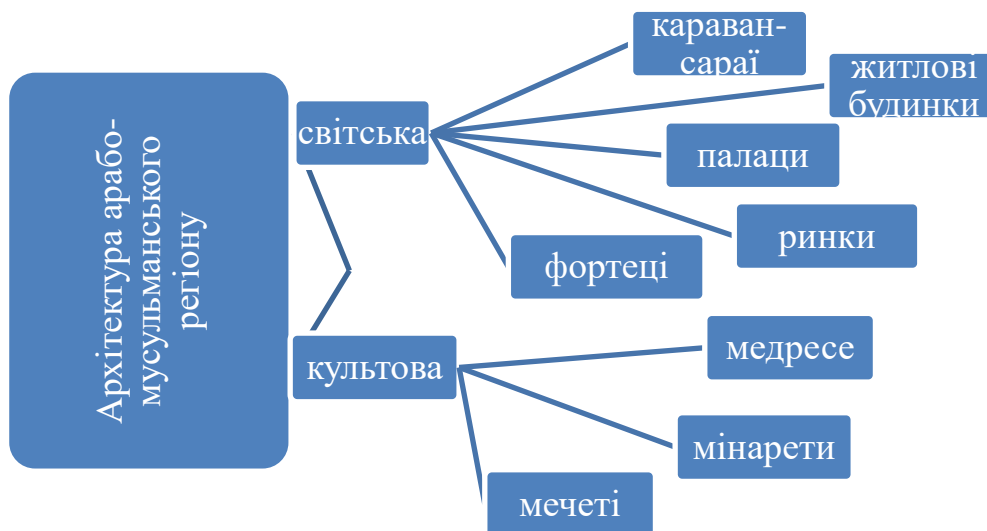 Архітектура арабо-
мусульманського
регіону
світська
караван-
сараї
житлові
будинки
палаци
ринки
фортеці
культова
медресе
мінарети
мечеті